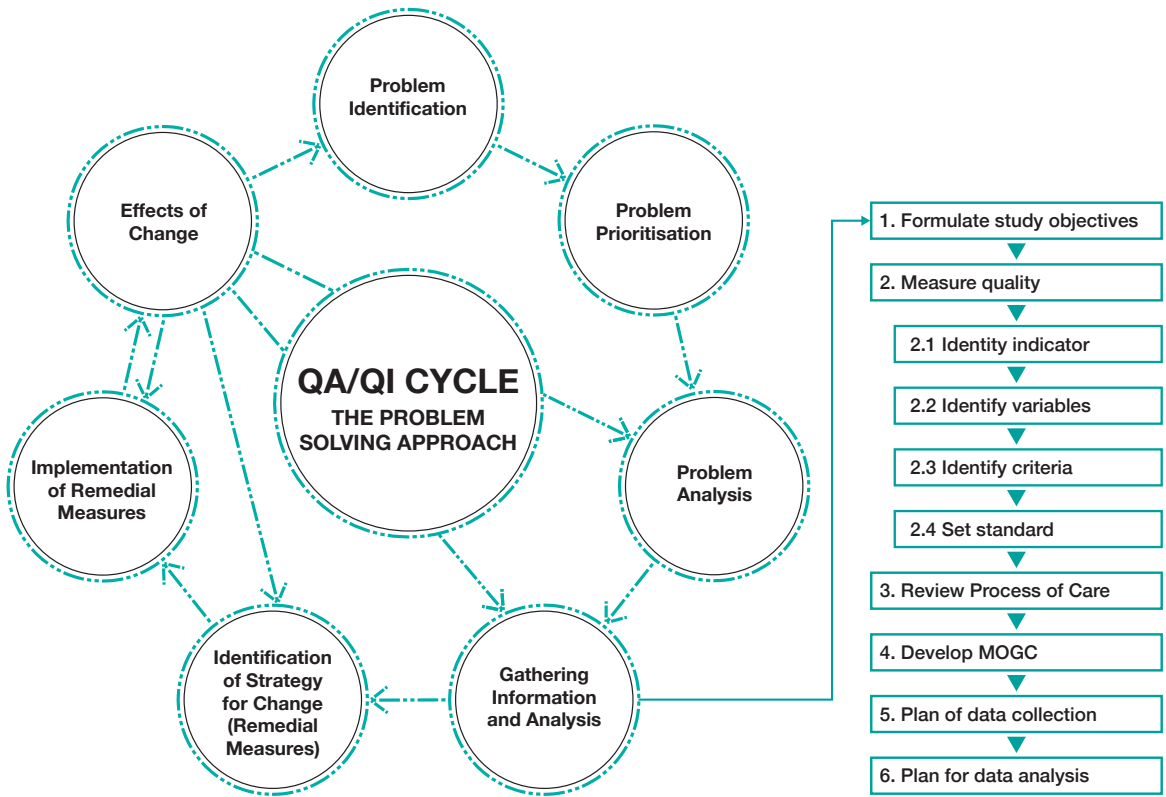 Problem
Identification
Problem
Prioritisation
Problem
Analysis
Gathering
Information
and Analysis
Identification
of Strategy
for Change
(Remedial
Measures)
Implementation
of Remedial
Measures
Effects of
Change
QA/QI CYCLE
THE PROBLEM
SOLVING APPROACH
1. Formulate study objectives
2. Measure quality
2.1 Identity indicator
2.2 Identify variables
2.3 Identify criteria
2.4 Set standard
3. Review Process of Care
4. Develop MOGC
5. Plan of data collection
6. Plan for data analysis